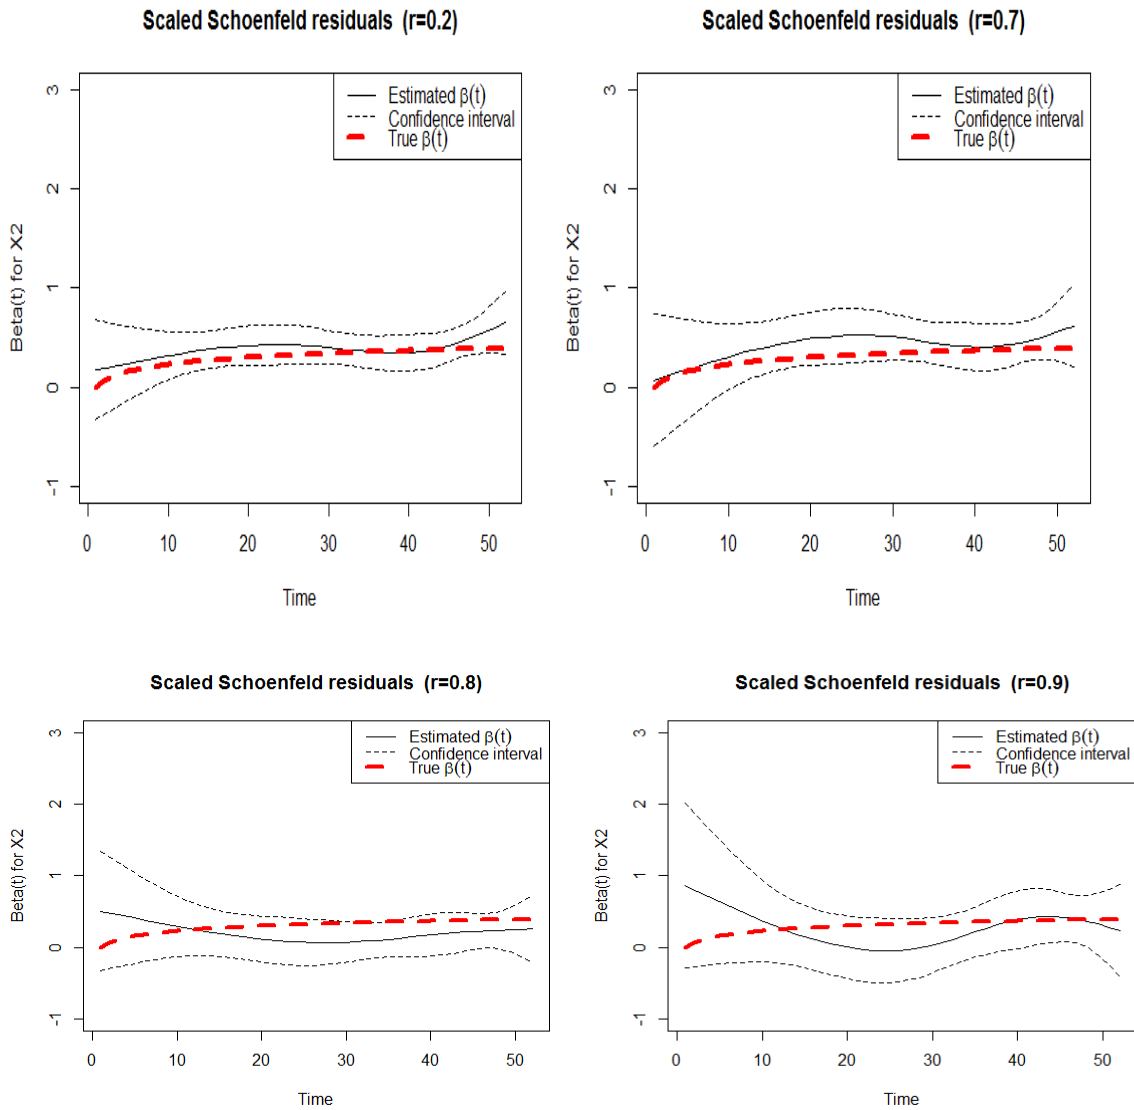 Scaled Schoenfeld residuals (r=0.2)
Estimated β(t)
Confidence interval
True β(t)
3
2
1
0
-1
Beta(t) for X2
0 10 20 30 40 50
Time
Scaled Schoenfeld residuals (r=0.7)
Estimated β(t)
Confidence interval
True β(t)
3
2
1
0
-1
Beta(t) for X2
0 10 20 30 40 50
Time
Scaled Schoenfeld residuals (r=0.8)
Estimated β(t)
Confidence interval
True β(t)
3
2
1
0
-1
Beta(t) for X2
0 10 20 30 40 50
Time
Scaled Schoenfeld residuals (r=0.9)
Estimated β(t)
Confidence interval
True β(t)
3
2
1
0
-1
Beta(t) for X2
0 10 20 30 40 50
Time